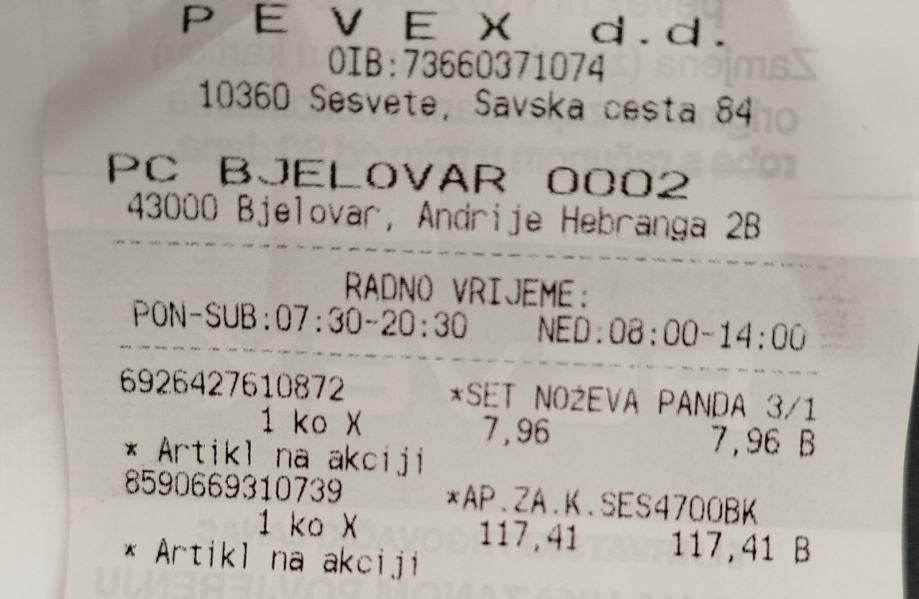 P E V E X d.d.
OIB:73660371074
10360 Sesvete, Savska cesta 84
PC BJELOVAR 0002
43000 Bjelovar, Andrije Hebranga 2B
RADNO VRIJEME:
PON-SUB:07:30-20:30 NED:08:00-14:00
6926427610872 *SET NOŽEVA PANDA 3/1
1 ko X 7,96 7,96 B
* Artikl na akciji
8590669310739 *AP.ZA.K.SES4700BK
1 ko X 117,41 117,41 B
* Artikl na akciji